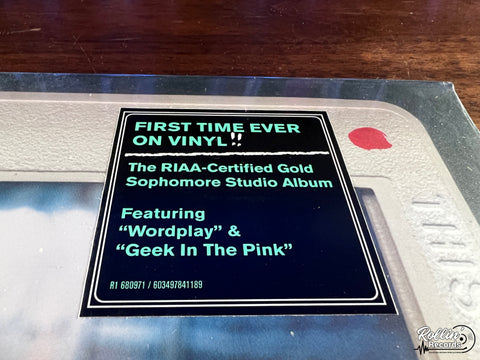 FIRST TIME EVER
ON VINYL!!
The RIAA-Certified Gold
Sophomore Studio Album
Featuring
"Wordplay" &
"Geek In The Pink"
R1 680971 / 603497841189
THIS
Rollin'
Records